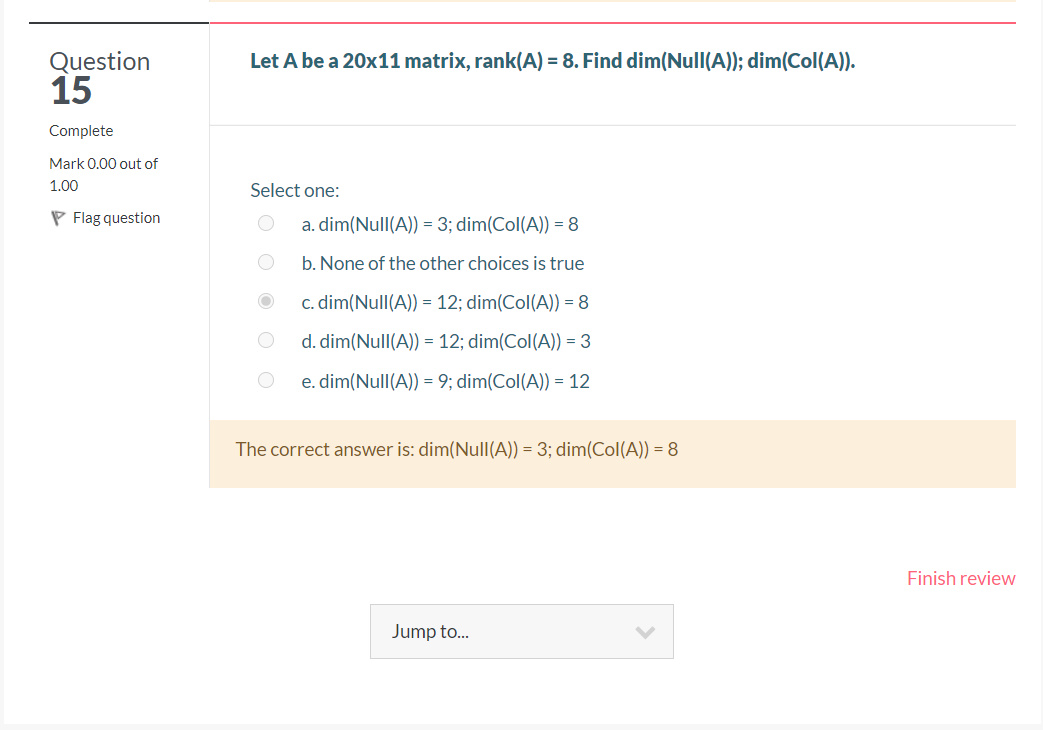 Question
15
Complete
Mark 0.00 out of
1.00
Flag question
Let A be a 20x11 matrix, rank(A) = 8. Find dim(Null(A)); dim(Col(A)).
Select one:
a. dim(Null(A)) = 3; dim(Col(A)) = 8
b. None of the other choices is true
c. dim(Null(A)) = 12; dim(Col(A)) = 8
d. dim(Null(A)) = 12; dim(Col(A)) = 3
e. dim(Null(A)) = 9; dim(Col(A)) = 12
The correct answer is: dim(Null(A)) = 3; dim(Col(A)) = 8
Finish review
Jump to...